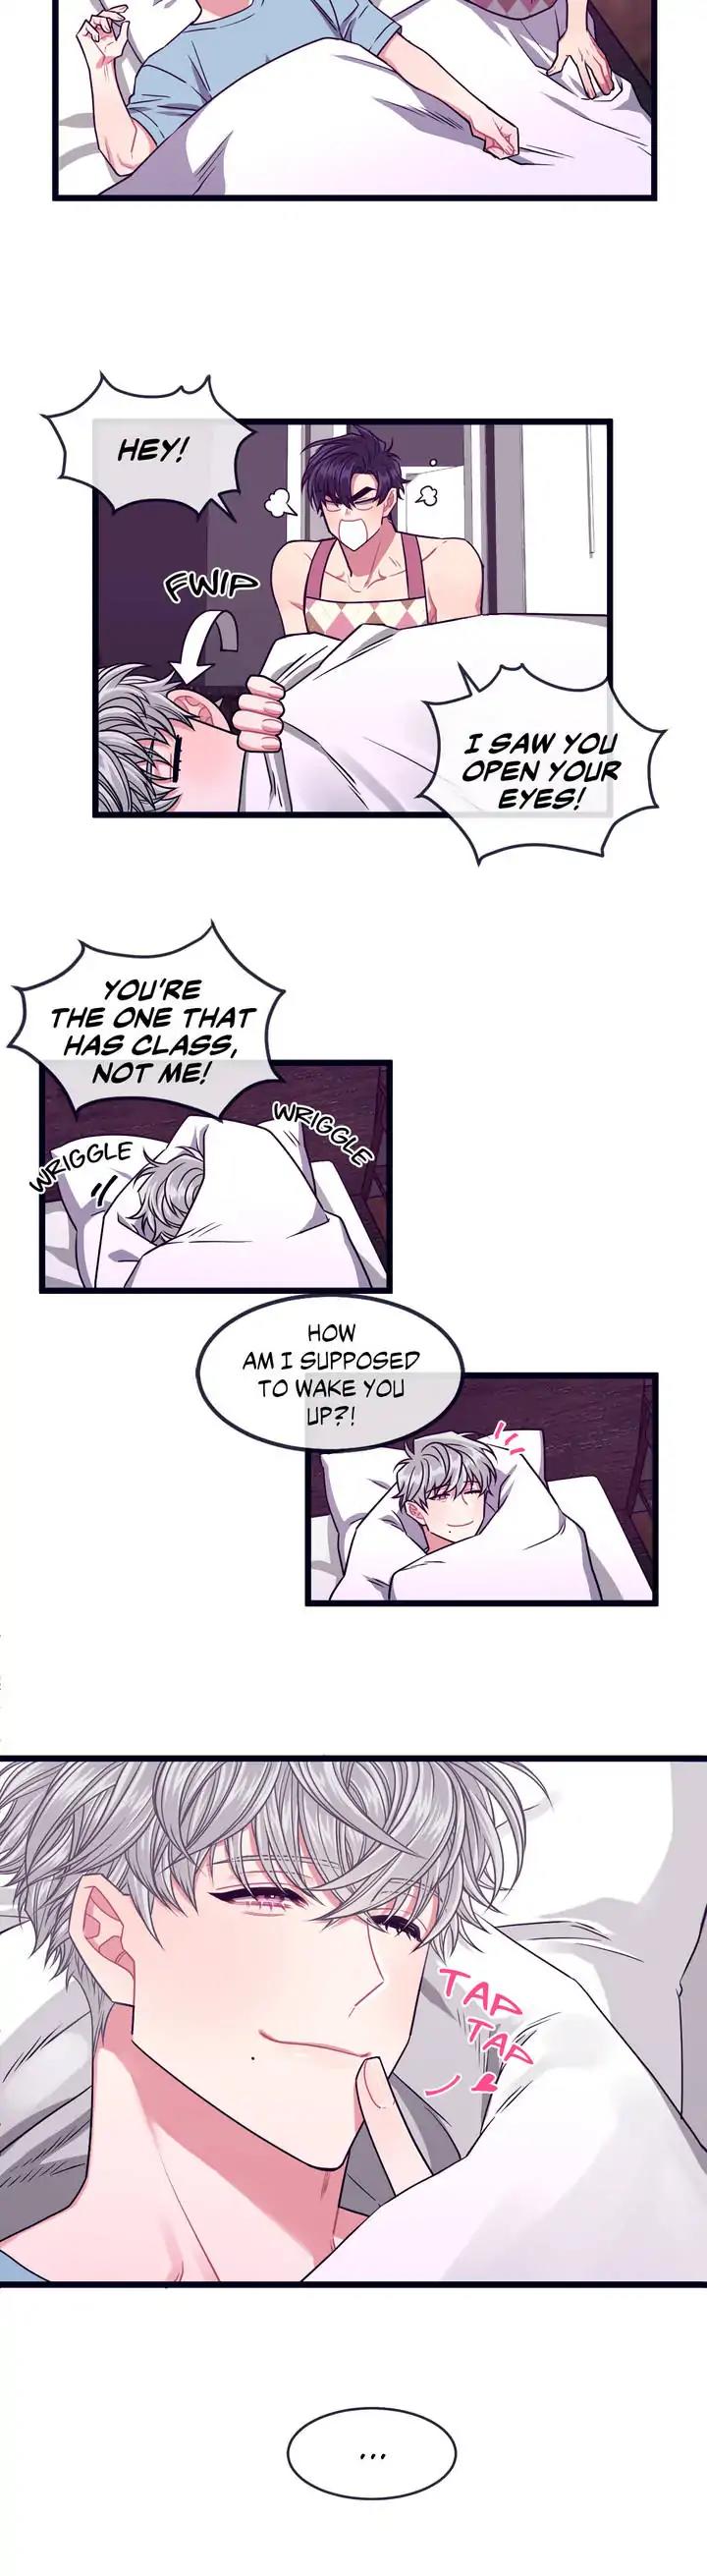 HEY!
FWIP
I SAW YOU
OPEN YOUR
EYES!
YOU'RE
THE ONE THAT
HAS CLASS,
NOT ME!
WRIGGLE
WRIGGLE
HOW
AM I SUPPOSED
TO WAKE YOU
UP?!
TAP
TAP
...